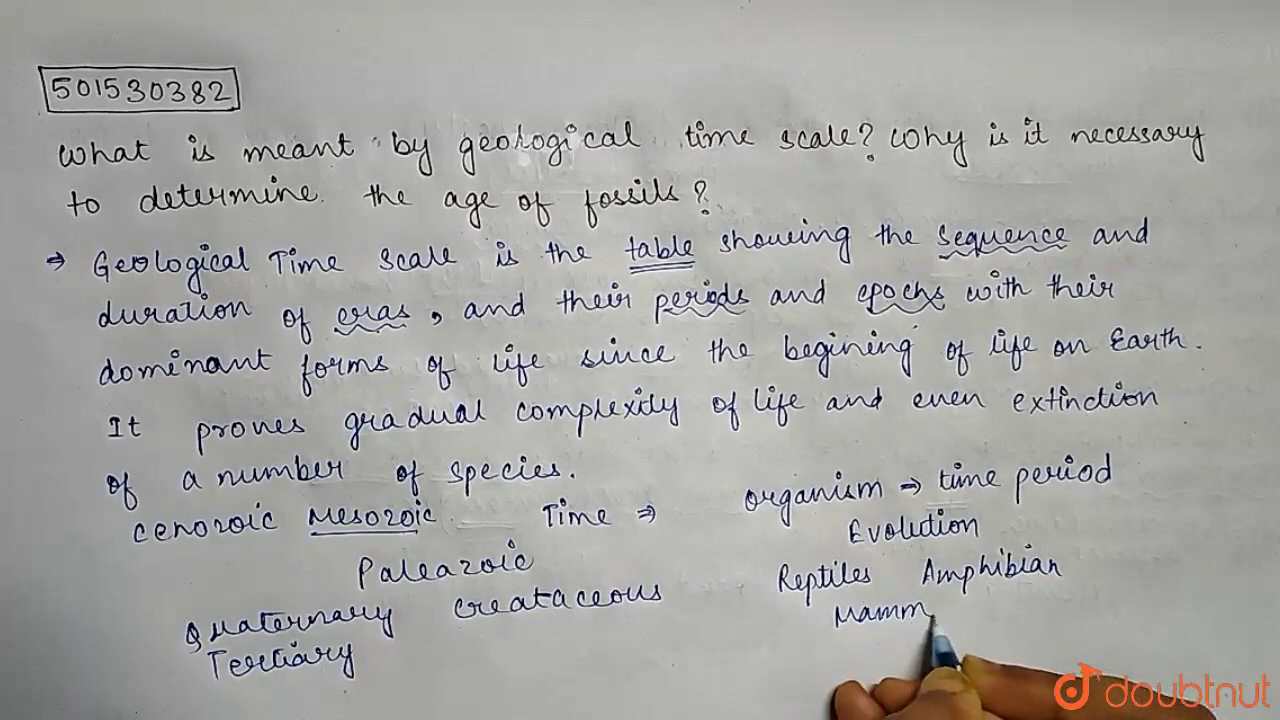 501530382
What is meant by geological time scale? Why is it necessary
to determine the age of fossils?
⇒ Geological Time scale is the table showing the sequence and
duration of eras, and their periods and epochs with their
dominant forms of life since the begining of life on Earth.
It proves gradual complexity of life and even extinction
of a number of species.
cenozoic Mesozoic Time ⇒ organism ⇒ time period
Evolution
Paleazoic Reptiles Amphibian
Quaternary creataceous Mamm
Tertiary
doubtnut